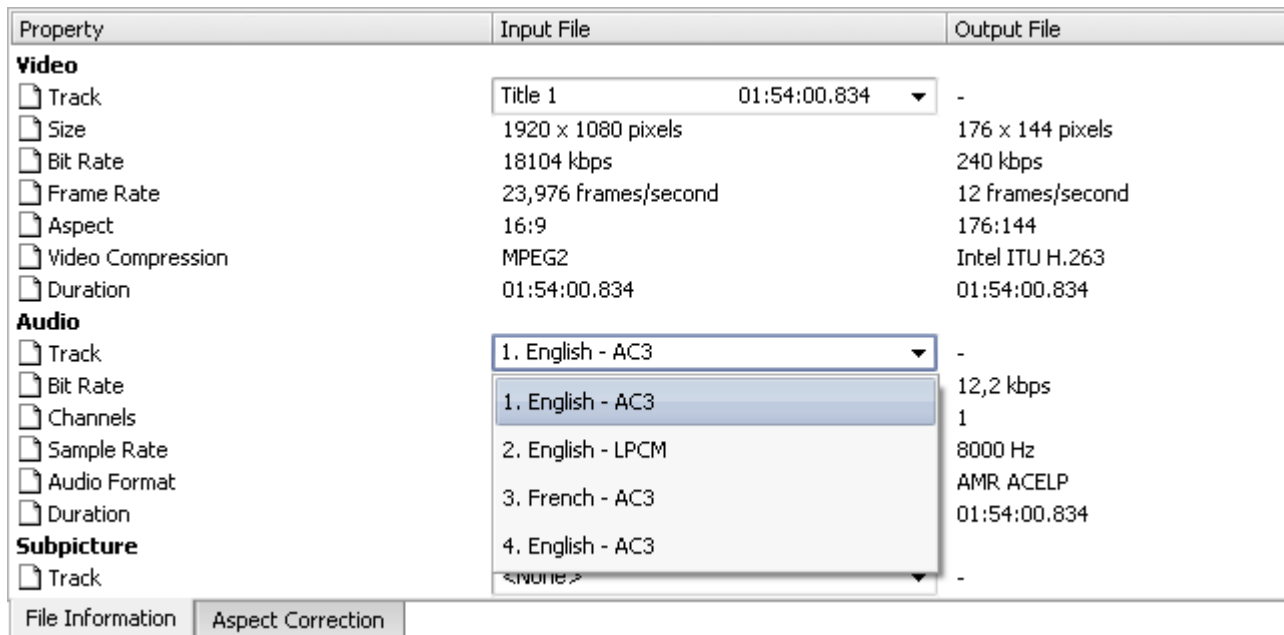 Property Input File Output File
Video
Track Title 1 01:54:00.834 -
Size 1920 x 1080 pixels 176 x 144 pixels
Bit Rate 18104 kbps 240 kbps
Frame Rate 23,976 frames/second 12 frames/second
Aspect 16:9 176:144
Video Compression MPEG2 Intel ITU H.263
Duration 01:54:00.834 01:54:00.834
Audio
Track 1. English - AC3 -
Bit Rate 1. English - AC3 12,2 kbps
Channels 1
Sample Rate 2. English - LPCM 8000 Hz
Audio Format 3. French - AC3 AMR ACELP
Duration 01:54:00.834
Subpicture 4. English - AC3
Track <None> -
File Information Aspect Correction